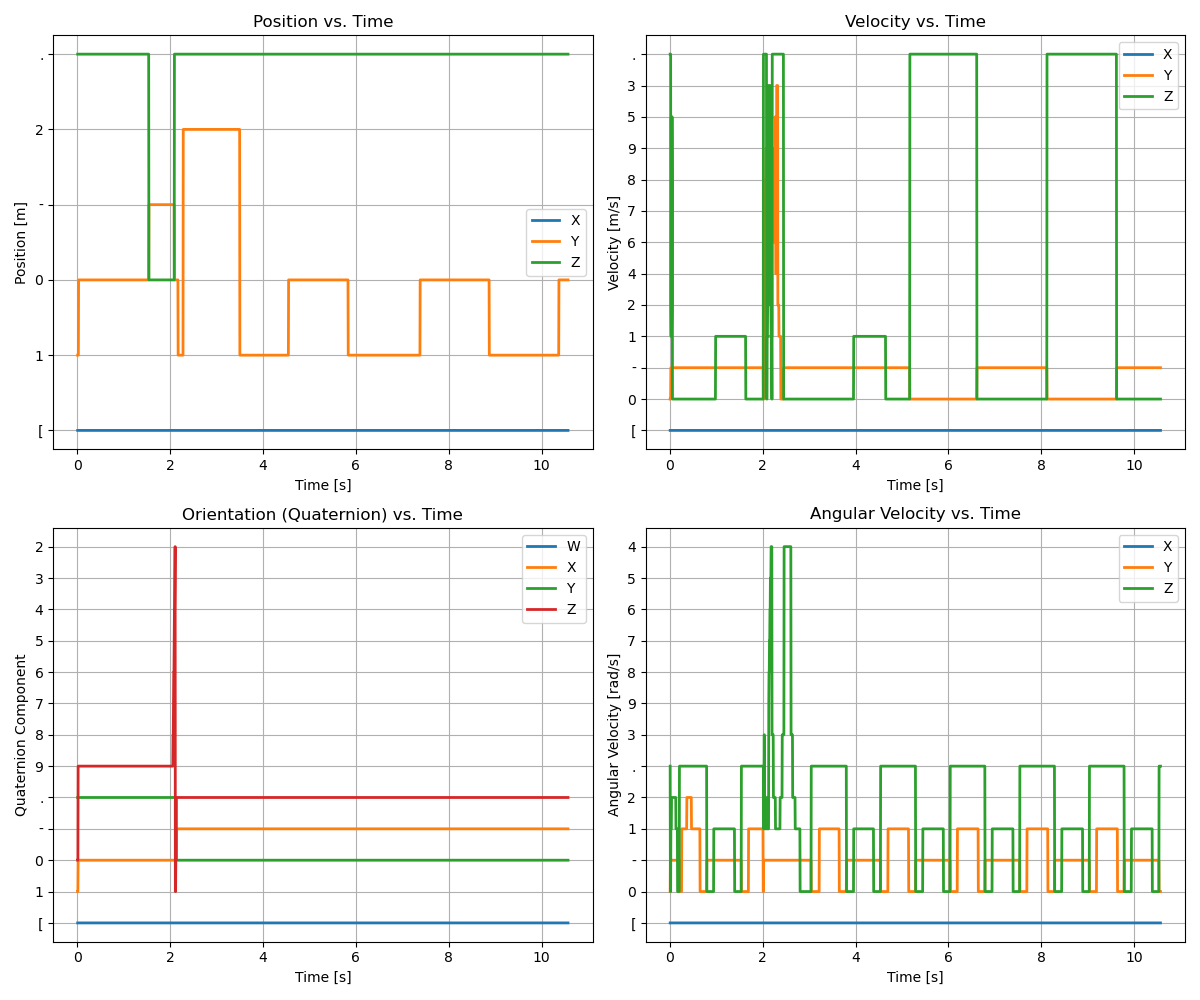 Position vs. Time
Position [m]
.
2
-
0
1
[
X
Y
Z
0 2 4 6 8 10
Time [s]
Velocity vs. Time
Velocity [m/s]
.
3
5
9
8
7
6
4
2
1
-
0
[
X
Y
Z
0 2 4 6 8 10
Time [s]
Orientation (Quaternion) vs. Time
Quaternion Component
2
3
4
5
6
7
8
9
.
-
0
1
[
W
X
Y
Z
0 2 4 6 8 10
Time [s]
Angular Velocity vs. Time
Angular Velocity [rad/s]
4
5
6
7
8
9
3
.
2
1
-
0
[
X
Y
Z
0 2 4 6 8 10
Time [s]